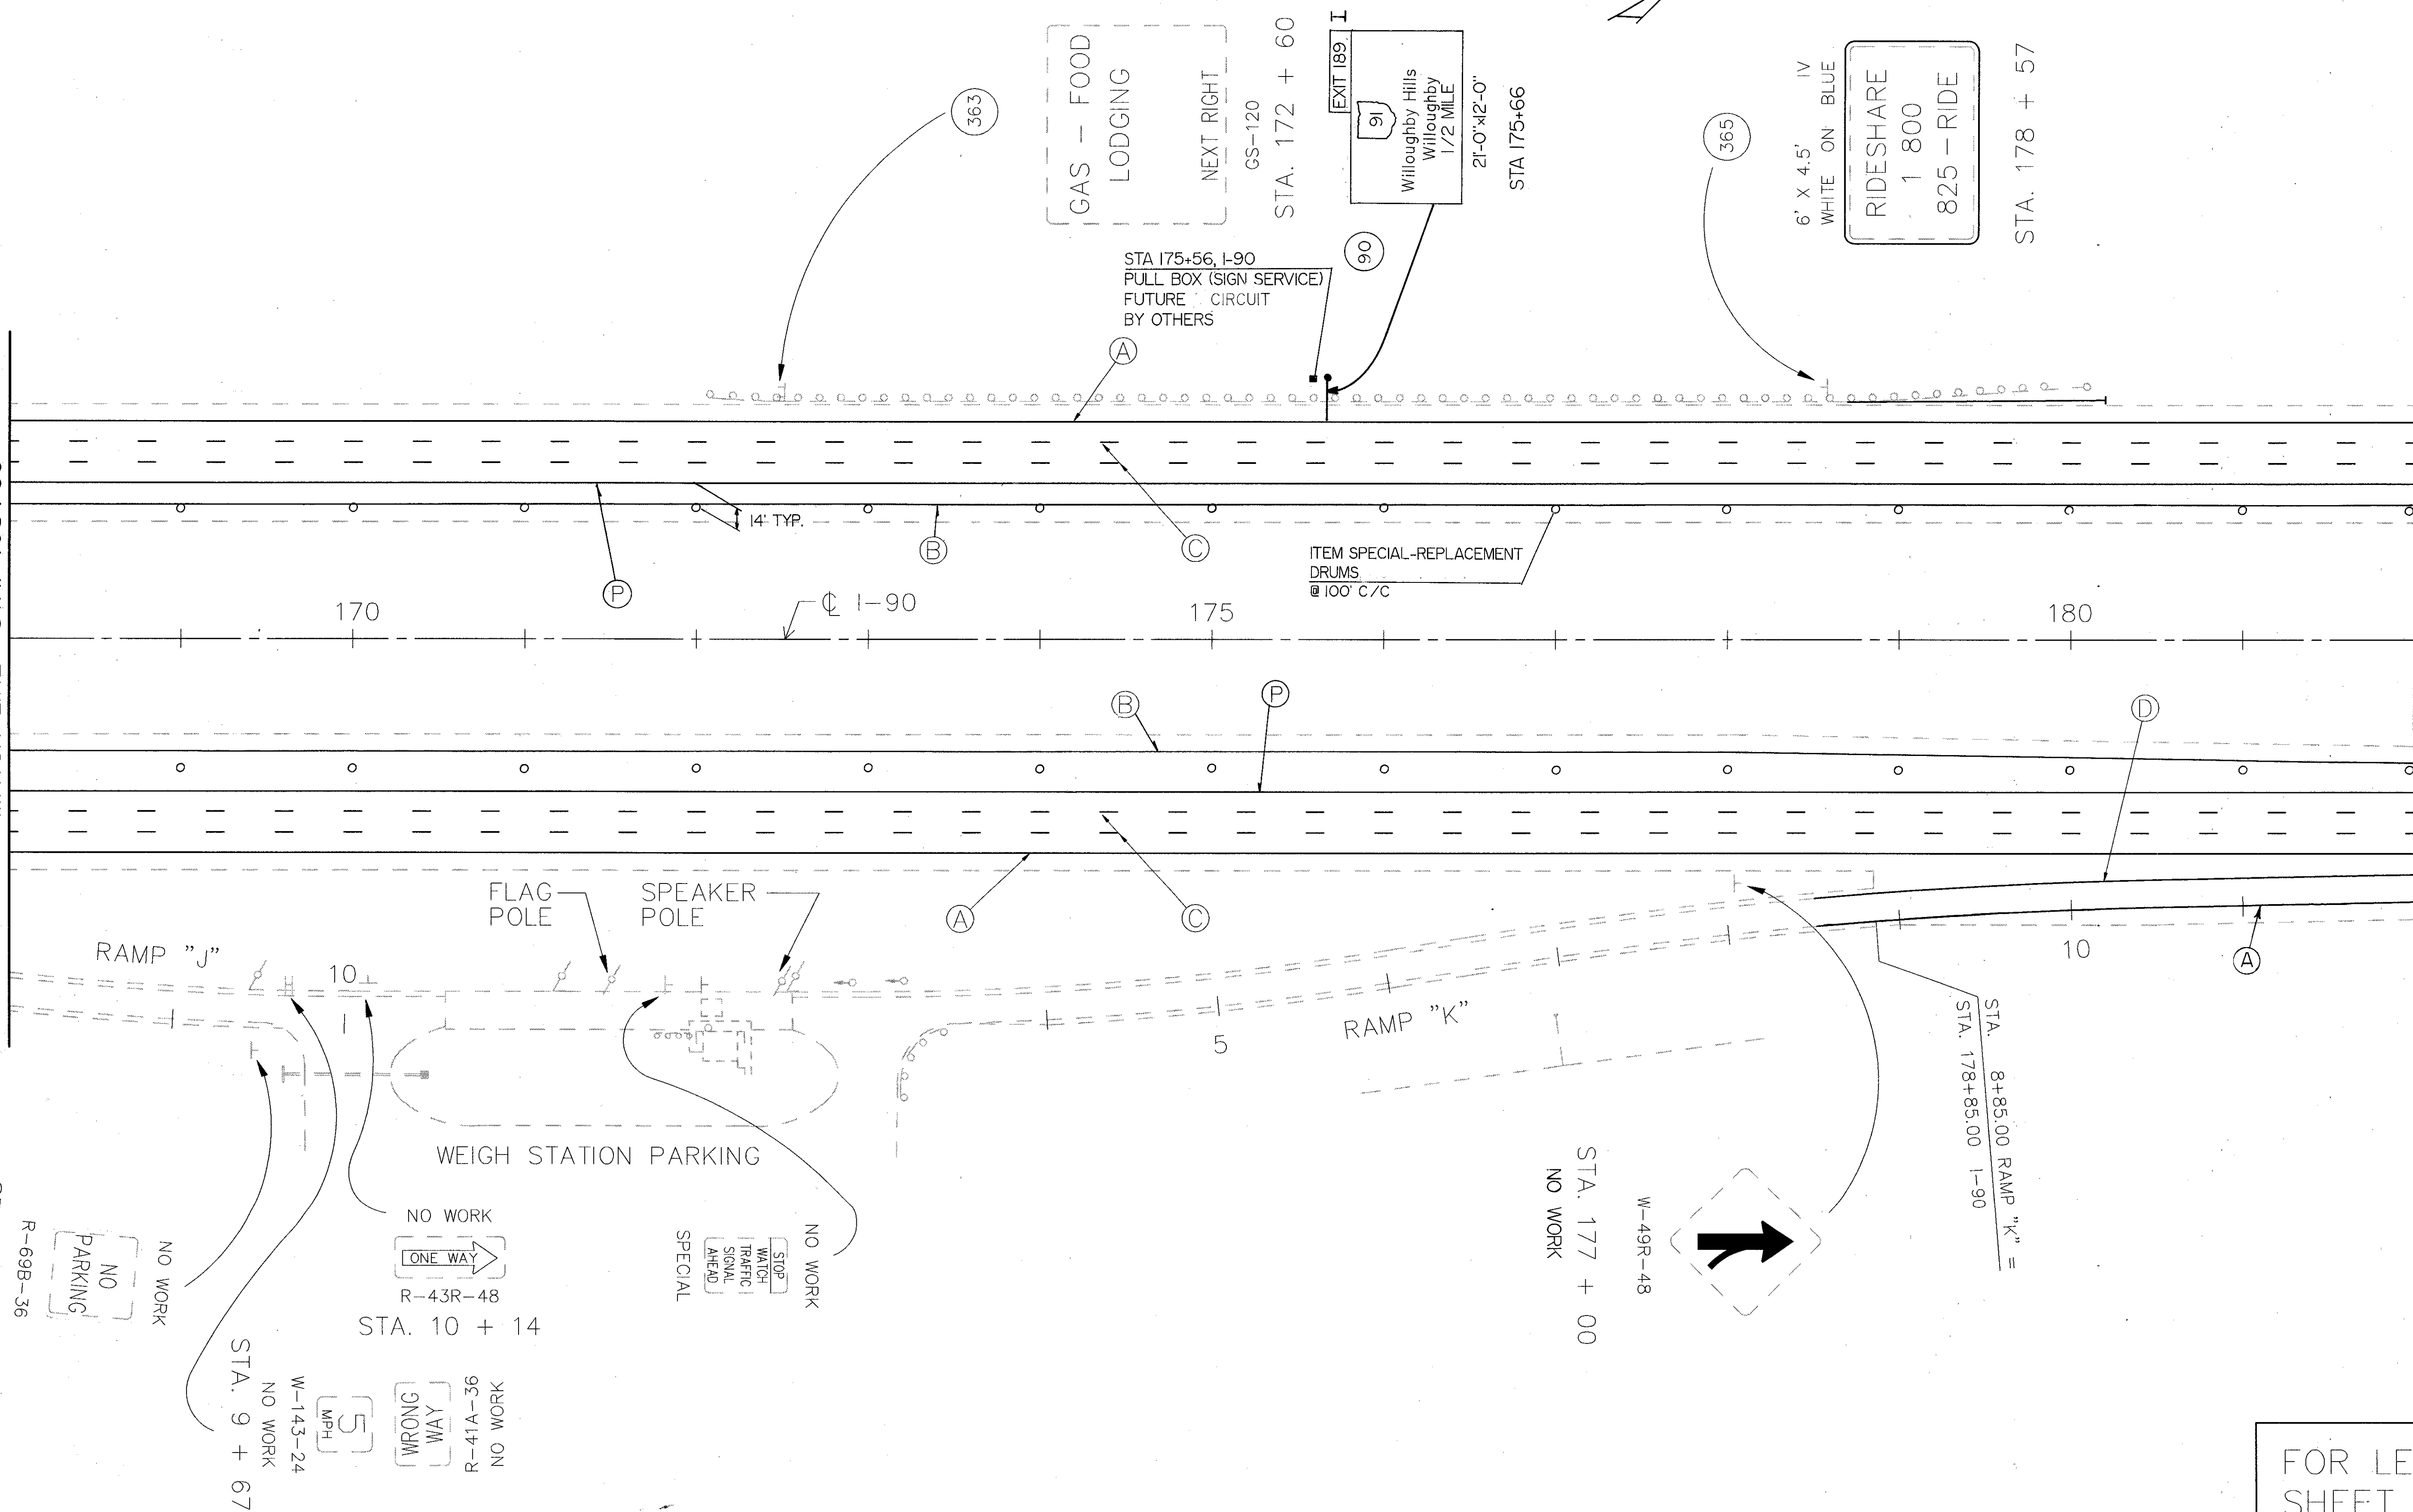 363
GAS - FOOD
LODGING
NEXT RIGHT
GS-120
STA. 172 + 60
EXIT 189
I
91
Willoughby Hills
Willoughby
1/2 MILE
21'-0"x12'-0"
STA 175+66
90
365
6' X 4.5' IV
WHITE ON BLUE
RIDESHARE
1 800
825-RIDE
STA. 178 + 57
STA 175+56, I-90
PULL BOX (SIGN SERVICE)
FUTURE CIRCUIT
BY OTHERS
A
14' TYP.
B
C
P
ITEM SPECIAL-REPLACEMENT
DRUMS
@ 100' C/C
170
℄ I-90
175
180
B
P
D
FLAG
POLE
SPEAKER
POLE
A
C
RAMP "J"
10
5
RAMP "K"
10
A
WEIGH STATION PARKING
STA. 8+85.00 RAMP "K" =
STA. 178+85.00 I-90
NO WORK
NO
PARKING
R-69B-36
NO WORK
ONE WAY
R-43R-48
STA. 10 + 14
NO WORK
STOP
WATCH
TRAFFIC
SIGNAL
AHEAD
SPECIAL
W-49R-48
STA. 177 + 00
NO WORK
NO WORK
R-41A-36
WRONG
WAY
5
MPH
W-143-24
NO WORK
STA. 9 + 67
FOR LE
SHEET